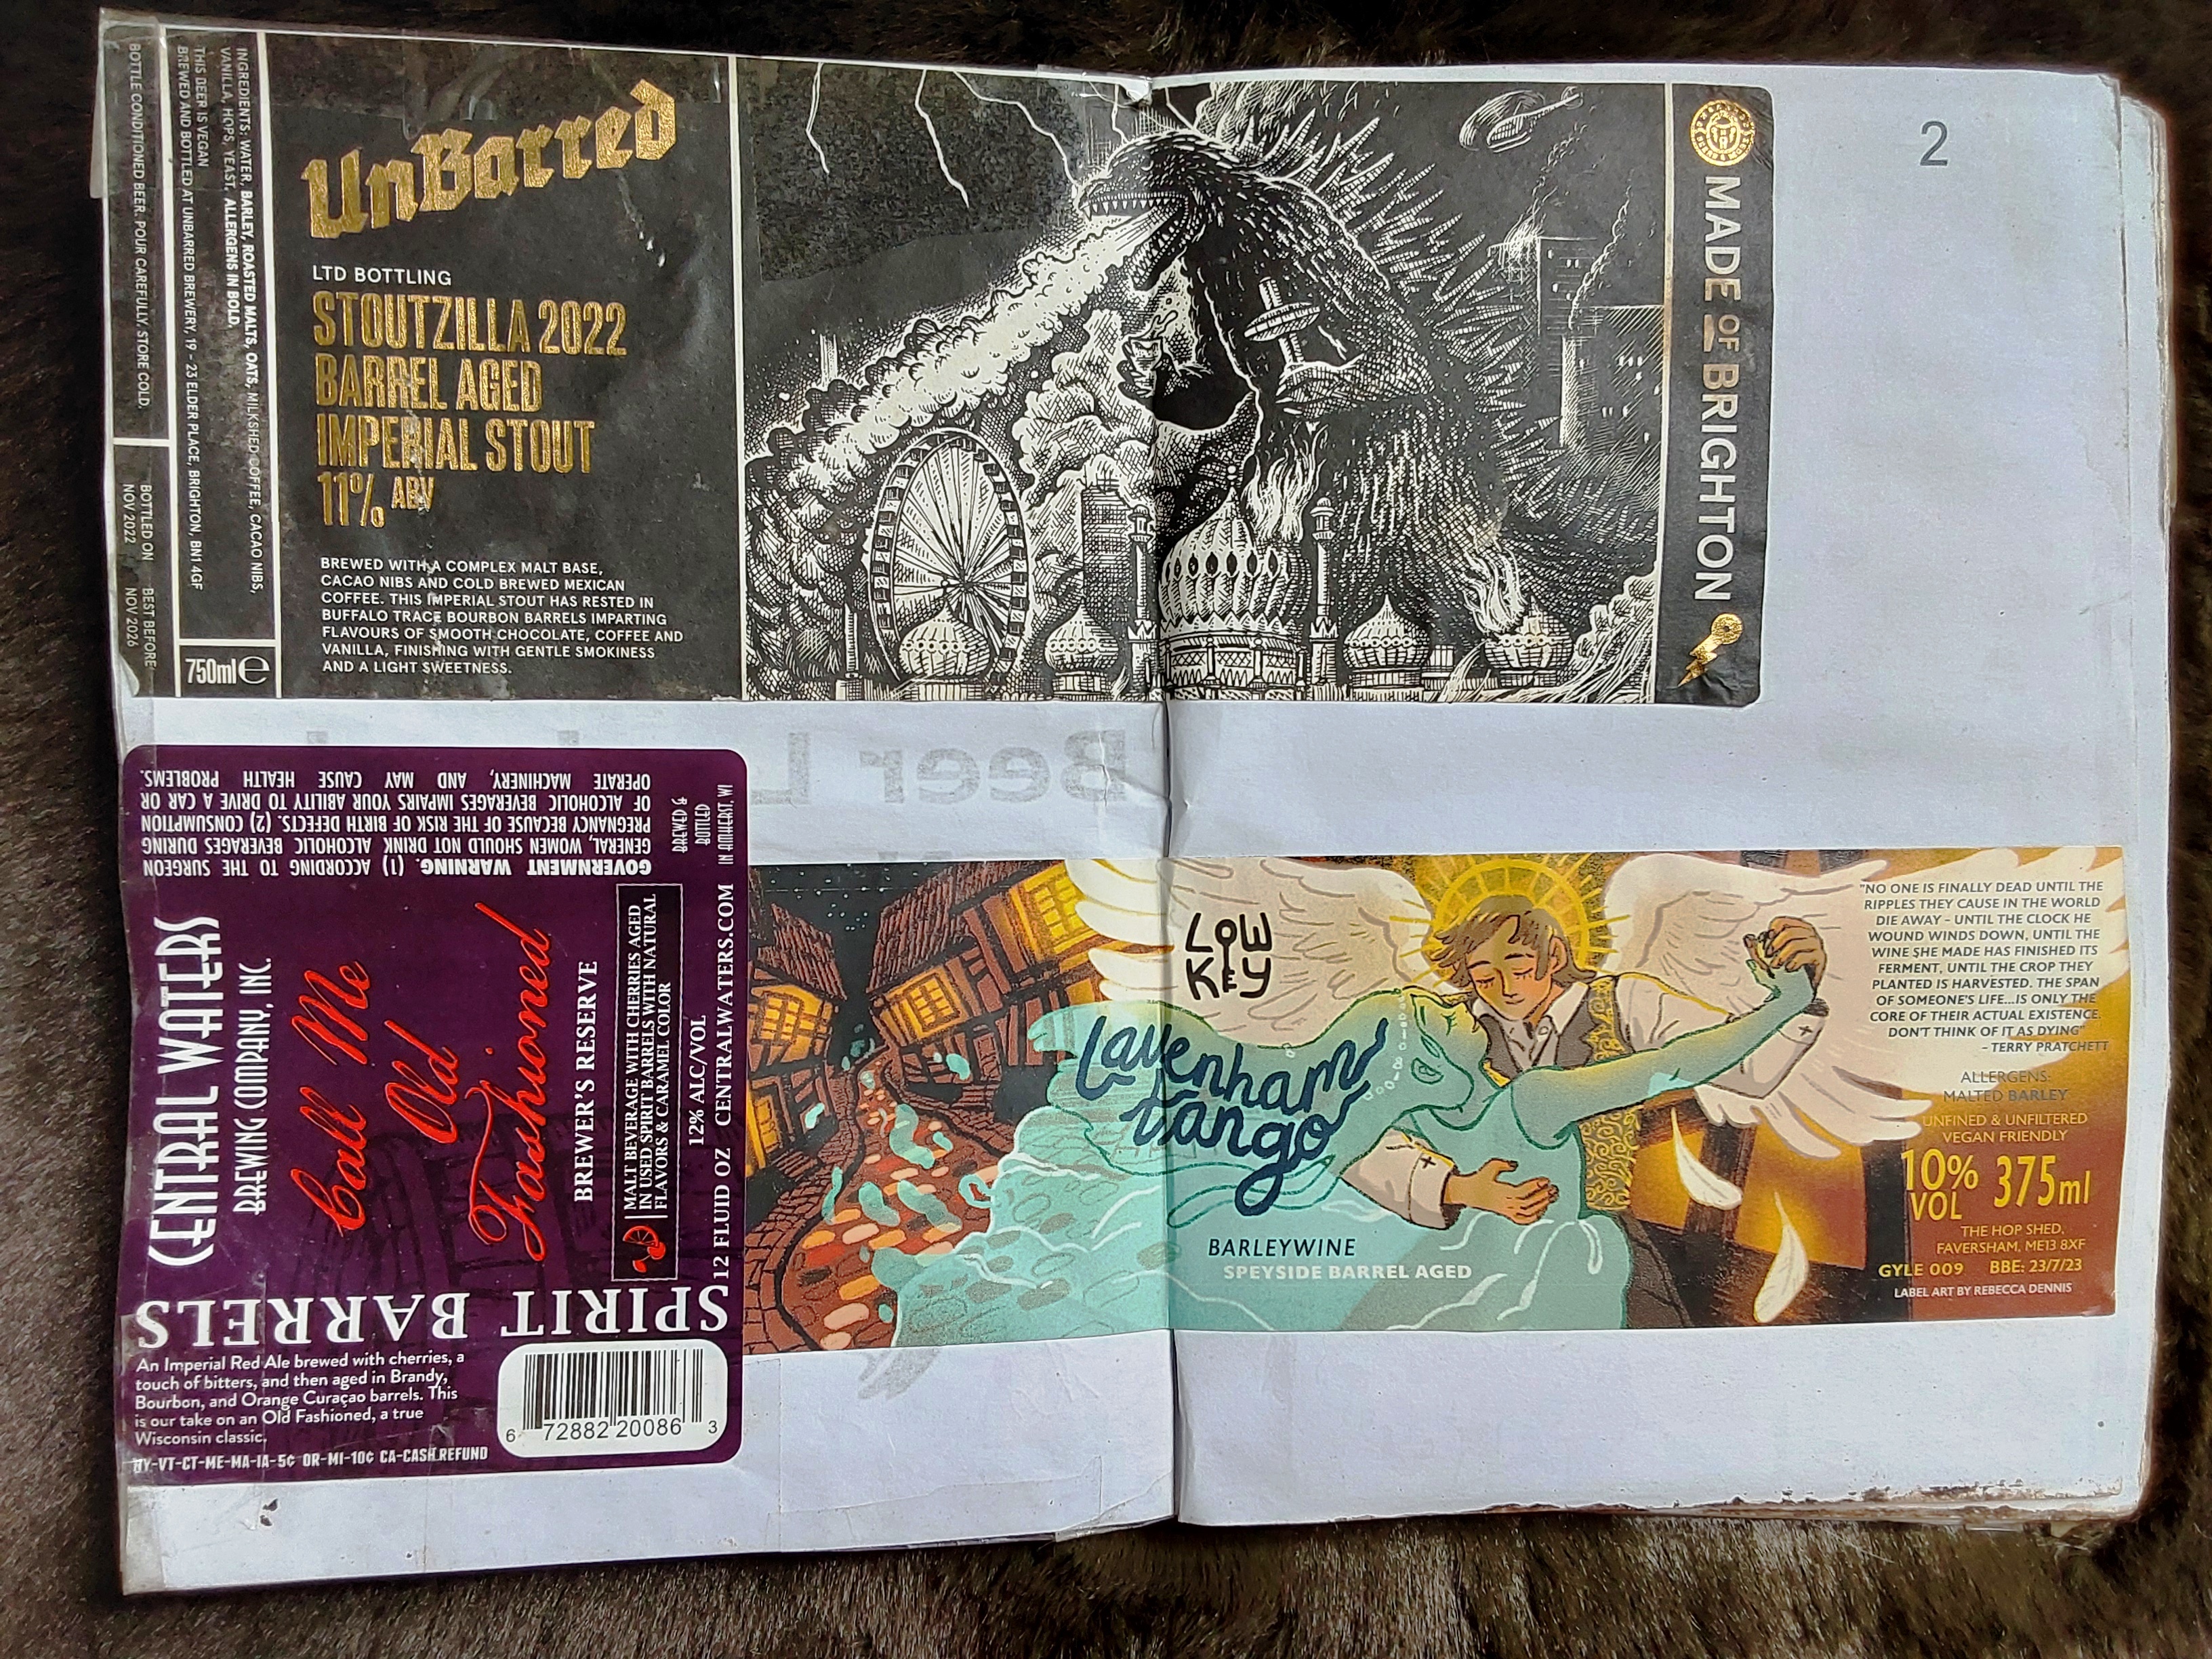 BOTTLE CONDITIONED BEER. POUR CAREFULLY. STORE COLD.
BOTTLED ON
NOV 2022
BEST BEFORE
NOV 2026
INGREDIENTS: WATER, BARLEY, ROASTED MALTS, OATS, MILKSHED COFFEE, CACAO NIBS,
VANILLA, HOPS, YEAST. ALLERGENS IN BOLD.
THIS BEER IS VEGAN
BREWED AND BOTTLED AT UNBARRED BREWERY, 19 - 23 ELDER PLACE, BRIGHTON, BN1 4GF
750ml e
UnBarred
LTD BOTTLING
STOUTZILLA 2022
BARREL AGED
IMPERIAL STOUT
11% ABV
BREWED WITH A COMPLEX MALT BASE,
CACAO NIBS AND COLD BREWED MEXICAN
COFFEE. THIS IMPERIAL STOUT HAS RESTED IN
BUFFALO TRACE BOURBON BARRELS IMPARTING
FLAVOURS OF SMOOTH CHOCOLATE, COFFEE AND
VANILLA, FINISHING WITH GENTLE SMOKINESS
AND A LIGHT SWEETNESS.
MADE OF BRIGHTON
2
Beer L
GOVERNMENT WARNING. (1) ACCORDING TO THE SURGEON
GENERAL, WOMEN SHOULD NOT DRINK ALCOHOLIC BEVERAGES DURING
PREGNANCY BECAUSE OF THE RISK OF BIRTH DEFECTS. (2) CONSUMPTION
OF ALCOHOLIC BEVERAGES IMPAIRS YOUR ABILITY TO DRIVE A CAR OR
OPERATE MACHINERY, AND MAY CAUSE HEALTH PROBLEMS.
BREWED &
BOTTLED
IN AMHERST, WI
CENTRAL WATERS
BREWING COMPANY, INC.
Call Me
Old
Fashioned
BREWER'S RESERVE
MALT BEVERAGE WITH CHERRIES AGED
IN USED SPIRIT BARRELS WITH NATURAL
FLAVORS & CARAMEL COLOR
12% ALC/VOL
12 FLUID OZ CENTRALWATERS.COM
SPIRIT BARRELS
An Imperial Red Ale brewed with cherries, a
touch of bitters, and then aged in Brandy,
Bourbon, and Orange Curaçao barrels. This
is our take on an Old Fashioned, a true
Wisconsin classic.
NY-VT-CT-ME-MA-IA-5¢ OR-MI-10¢ CA-CASH REFUND
6 72882 20086 3
LOW
KEY
Lavenham
tango
BARLEYWINE
SPEYSIDE BARREL AGED
"NO ONE IS FINALLY DEAD UNTIL THE
RIPPLES THEY CAUSE IN THE WORLD
DIE AWAY - UNTIL THE CLOCK HE
WOUND WINDS DOWN, UNTIL THE
WINE SHE MADE HAS FINISHED ITS
FERMENT, UNTIL THE CROP THEY
PLANTED IS HARVESTED. THE SPAN
OF SOMEONE'S LIFE...IS ONLY THE
CORE OF THEIR ACTUAL EXISTENCE.
DON'T THINK OF IT AS DYING"
- TERRY PRATCHETT
ALLERGENS:
MALTED BARLEY
UNFINED & UNFILTERED
VEGAN FRIENDLY
10%
VOL
375ml
THE HOP SHED,
FAVERSHAM, ME13 8XF
GYLE 009 BBE: 23/7/23
LABEL ART BY REBECCA DENNIS